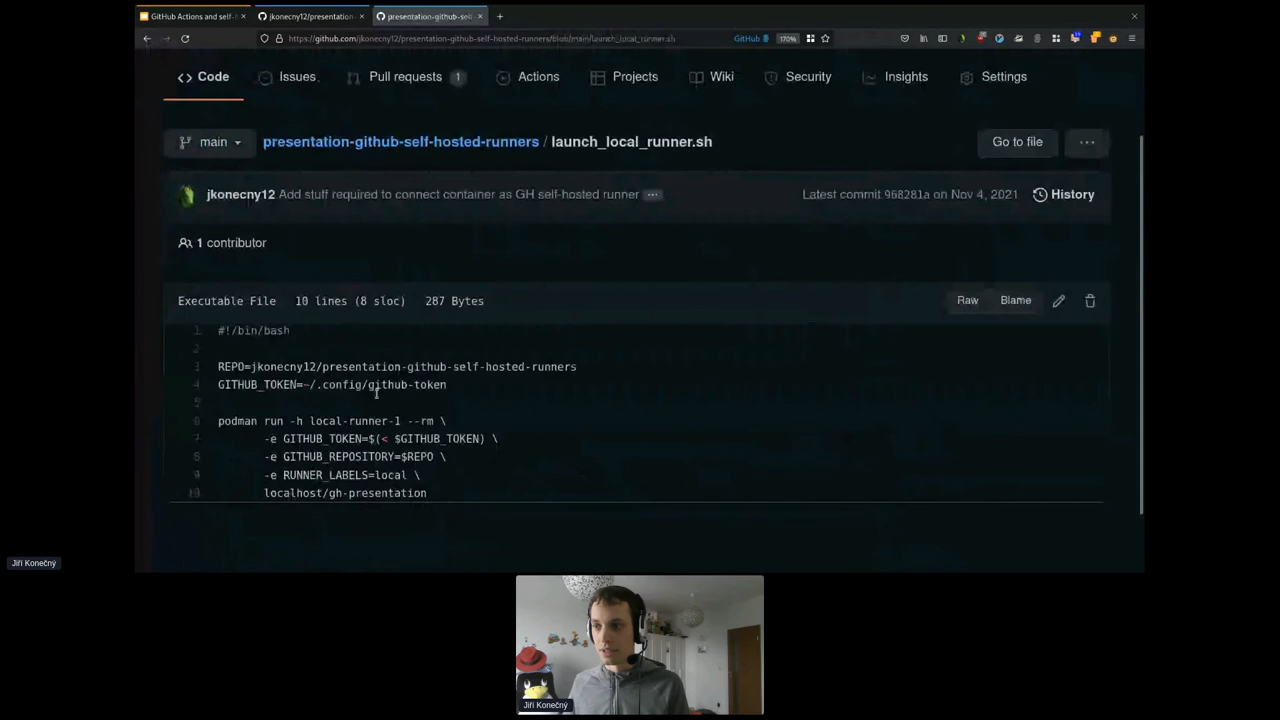 GitHub Actions and self-h
jkonecny12/presentation-
presentation-github-self-
https://github.com/jkonecny12/presentation-github-self-hosted-runners/blob/main/launch_local_runner.sh
GitHub
170%
Code
Issues
Pull requests 1
Actions
Projects
Wiki
Security
Insights
Settings
main
presentation-github-self-hosted-runners / launch_local_runner.sh
Go to file
jkonecny12 Add stuff required to connect container as GH self-hosted runner
Latest commit 968281a on Nov 4, 2021
History
1 contributor
Executable File 10 lines (8 sloc) 287 Bytes
Raw
Blame
1 #!/bin/bash
2
3 REPO=jkonecny12/presentation-github-self-hosted-runners
4 GITHUB_TOKEN=~/.config/github-token
5
6 podman run -h local-runner-1 --rm \
7 -e GITHUB_TOKEN=$(< $GITHUB_TOKEN) \
8 -e GITHUB_REPOSITORY=$REPO \
9 -e RUNNER_LABELS=local \
10 localhost/gh-presentation
Jiří Konečný
Jiří Konečný